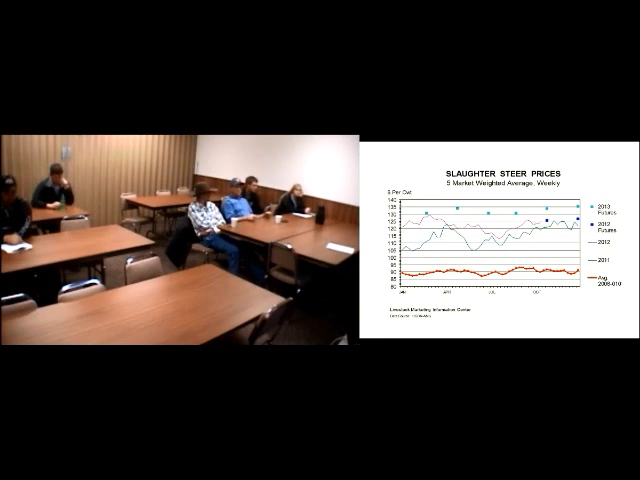 SLAUGHTER STEER PRICES
5 Market Weighted Average, Weekly
$ Per Cwt
140
135
130
125
120
115
110
105
100
95
90
85
80
JAN
APR
JUL
OCT
2013
Futures
2012
Futures
2012
2011
Avg.
2006-010
Livestock Marketing Information Center